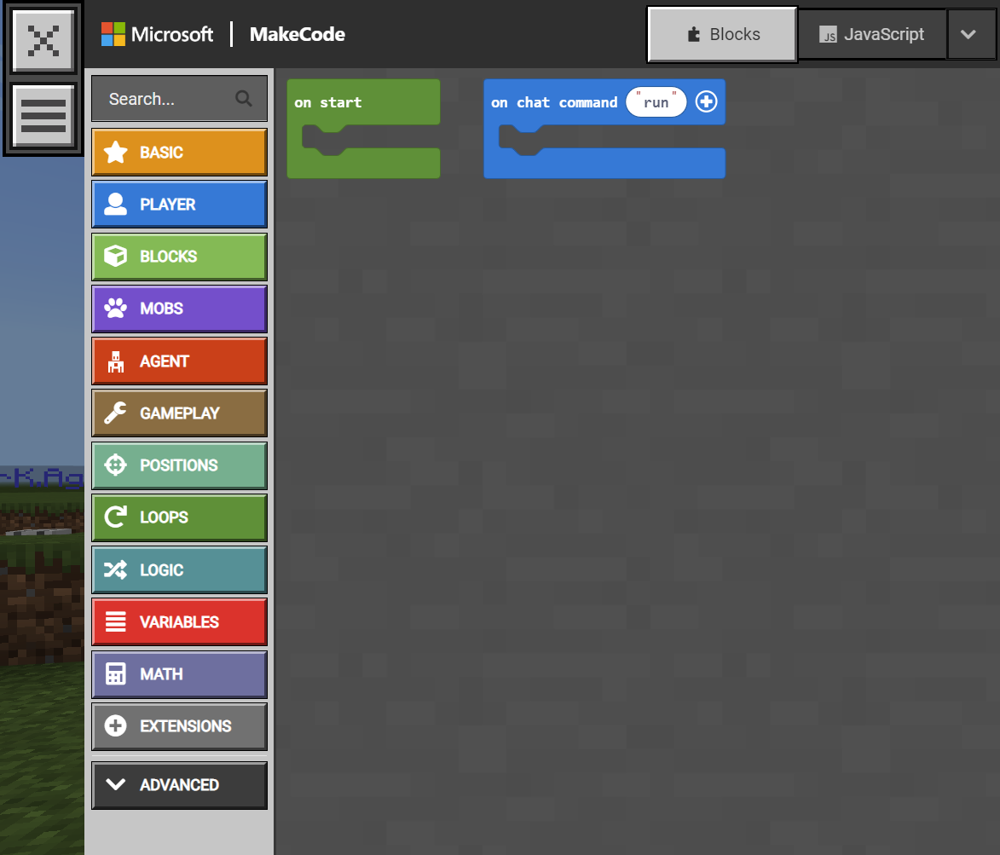 Microsoft | MakeCode
Blocks
JavaScript
Search...
on start
on chat command "run"
BASIC
PLAYER
BLOCKS
MOBS
AGENT
GAMEPLAY
POSITIONS
K.Ag
LOOPS
LOGIC
VARIABLES
MATH
EXTENSIONS
ADVANCED